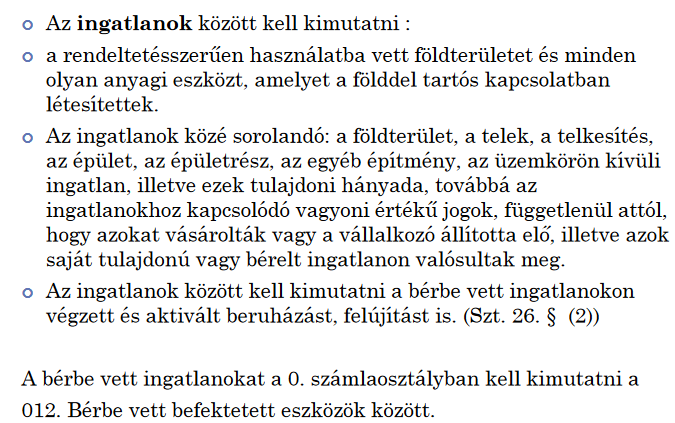 Az ingatlanok között kell kimutatni :
a rendeltetésszerűen használatba vett földterületet és minden
olyan anyagi eszközt, amelyet a földdel tartós kapcsolatban
létesítettek.
Az ingatlanok közé sorolandó: a földterület, a telek, a telkesítés,
az épület, az épületrész, az egyéb építmény, az üzemkörön kívüli
ingatlan, illetve ezek tulajdoni hányada, továbbá az
ingatlanokhoz kapcsolódó vagyoni értékű jogok, függetlenül attól,
hogy azokat vásárolták vagy a vállalkozó állította elő, illetve azok
saját tulajdonú vagy bérelt ingatlanon valósultak meg.
Az ingatlanok között kell kimutatni a bérbe vett ingatlanokon
végzett és aktivált beruházást, felújítást is. (Szt. 26. § (2))
A bérbe vett ingatlanokat a 0. számlaosztályban kell kimutatni a
012. Bérbe vett befektetett eszközök között.